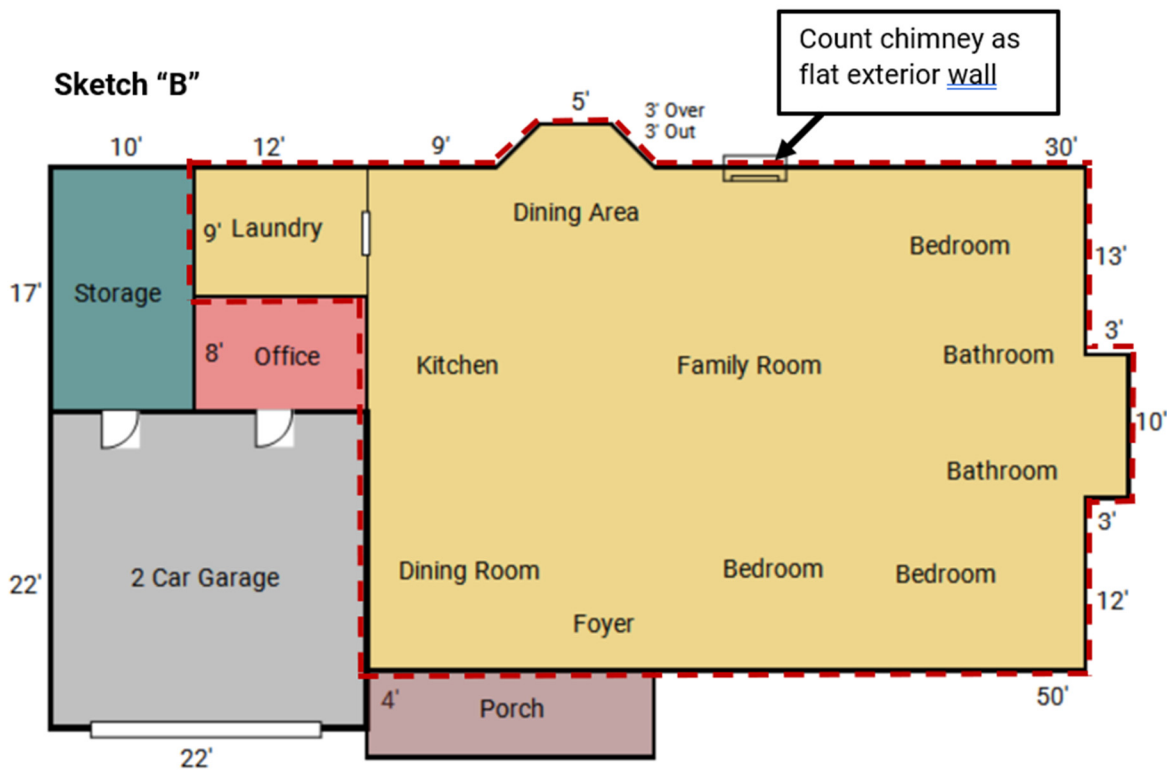 Count chimney as
flat exterior wall
Sketch “B”
5'
3' Over
3' Out
10'
12'
9'
30'
Dining Area
9' Laundry
Bedroom
13'
17'
Storage
3'
8'
Office
Kitchen
Family Room
Bathroom
10'
Bathroom
3'
22'
2 Car Garage
Dining Room
Bedroom
Bedroom
12'
Foyer
4'
Porch
50'
22'